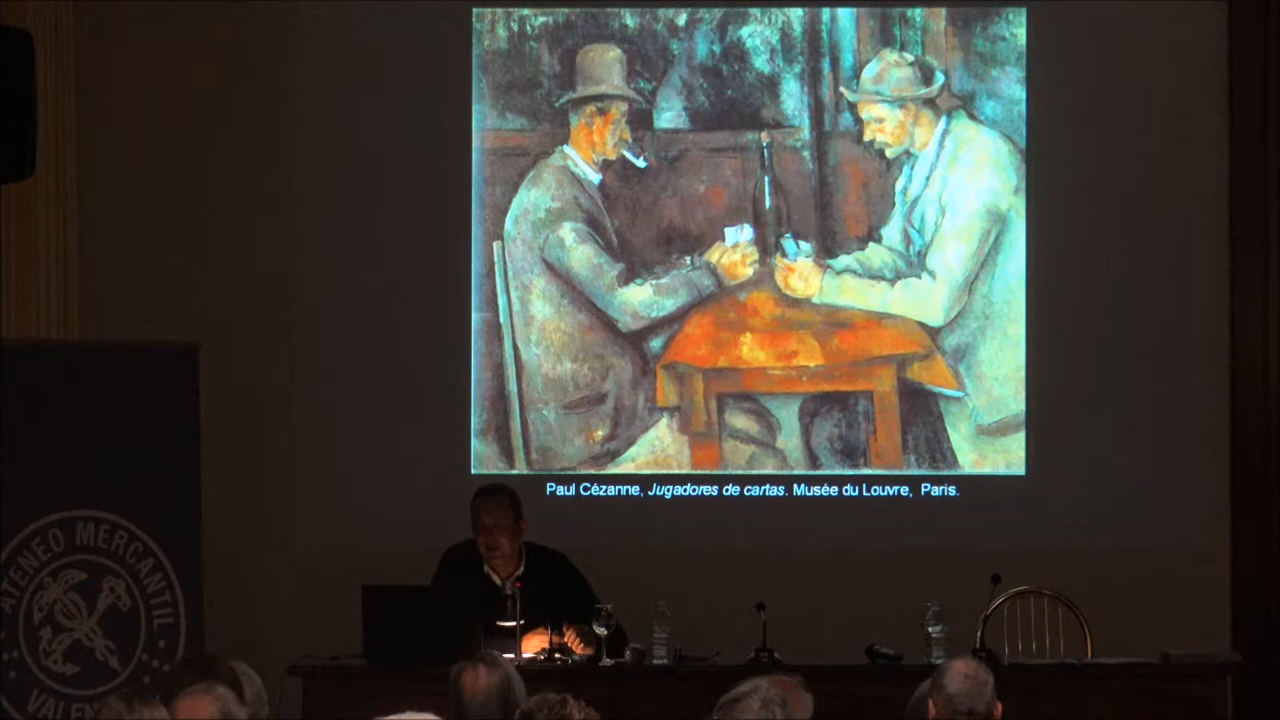 Paul Cézanne, Jugadores de cartas. Musée du Louvre, Paris.
ATENEO MERCANTIL
VALEN